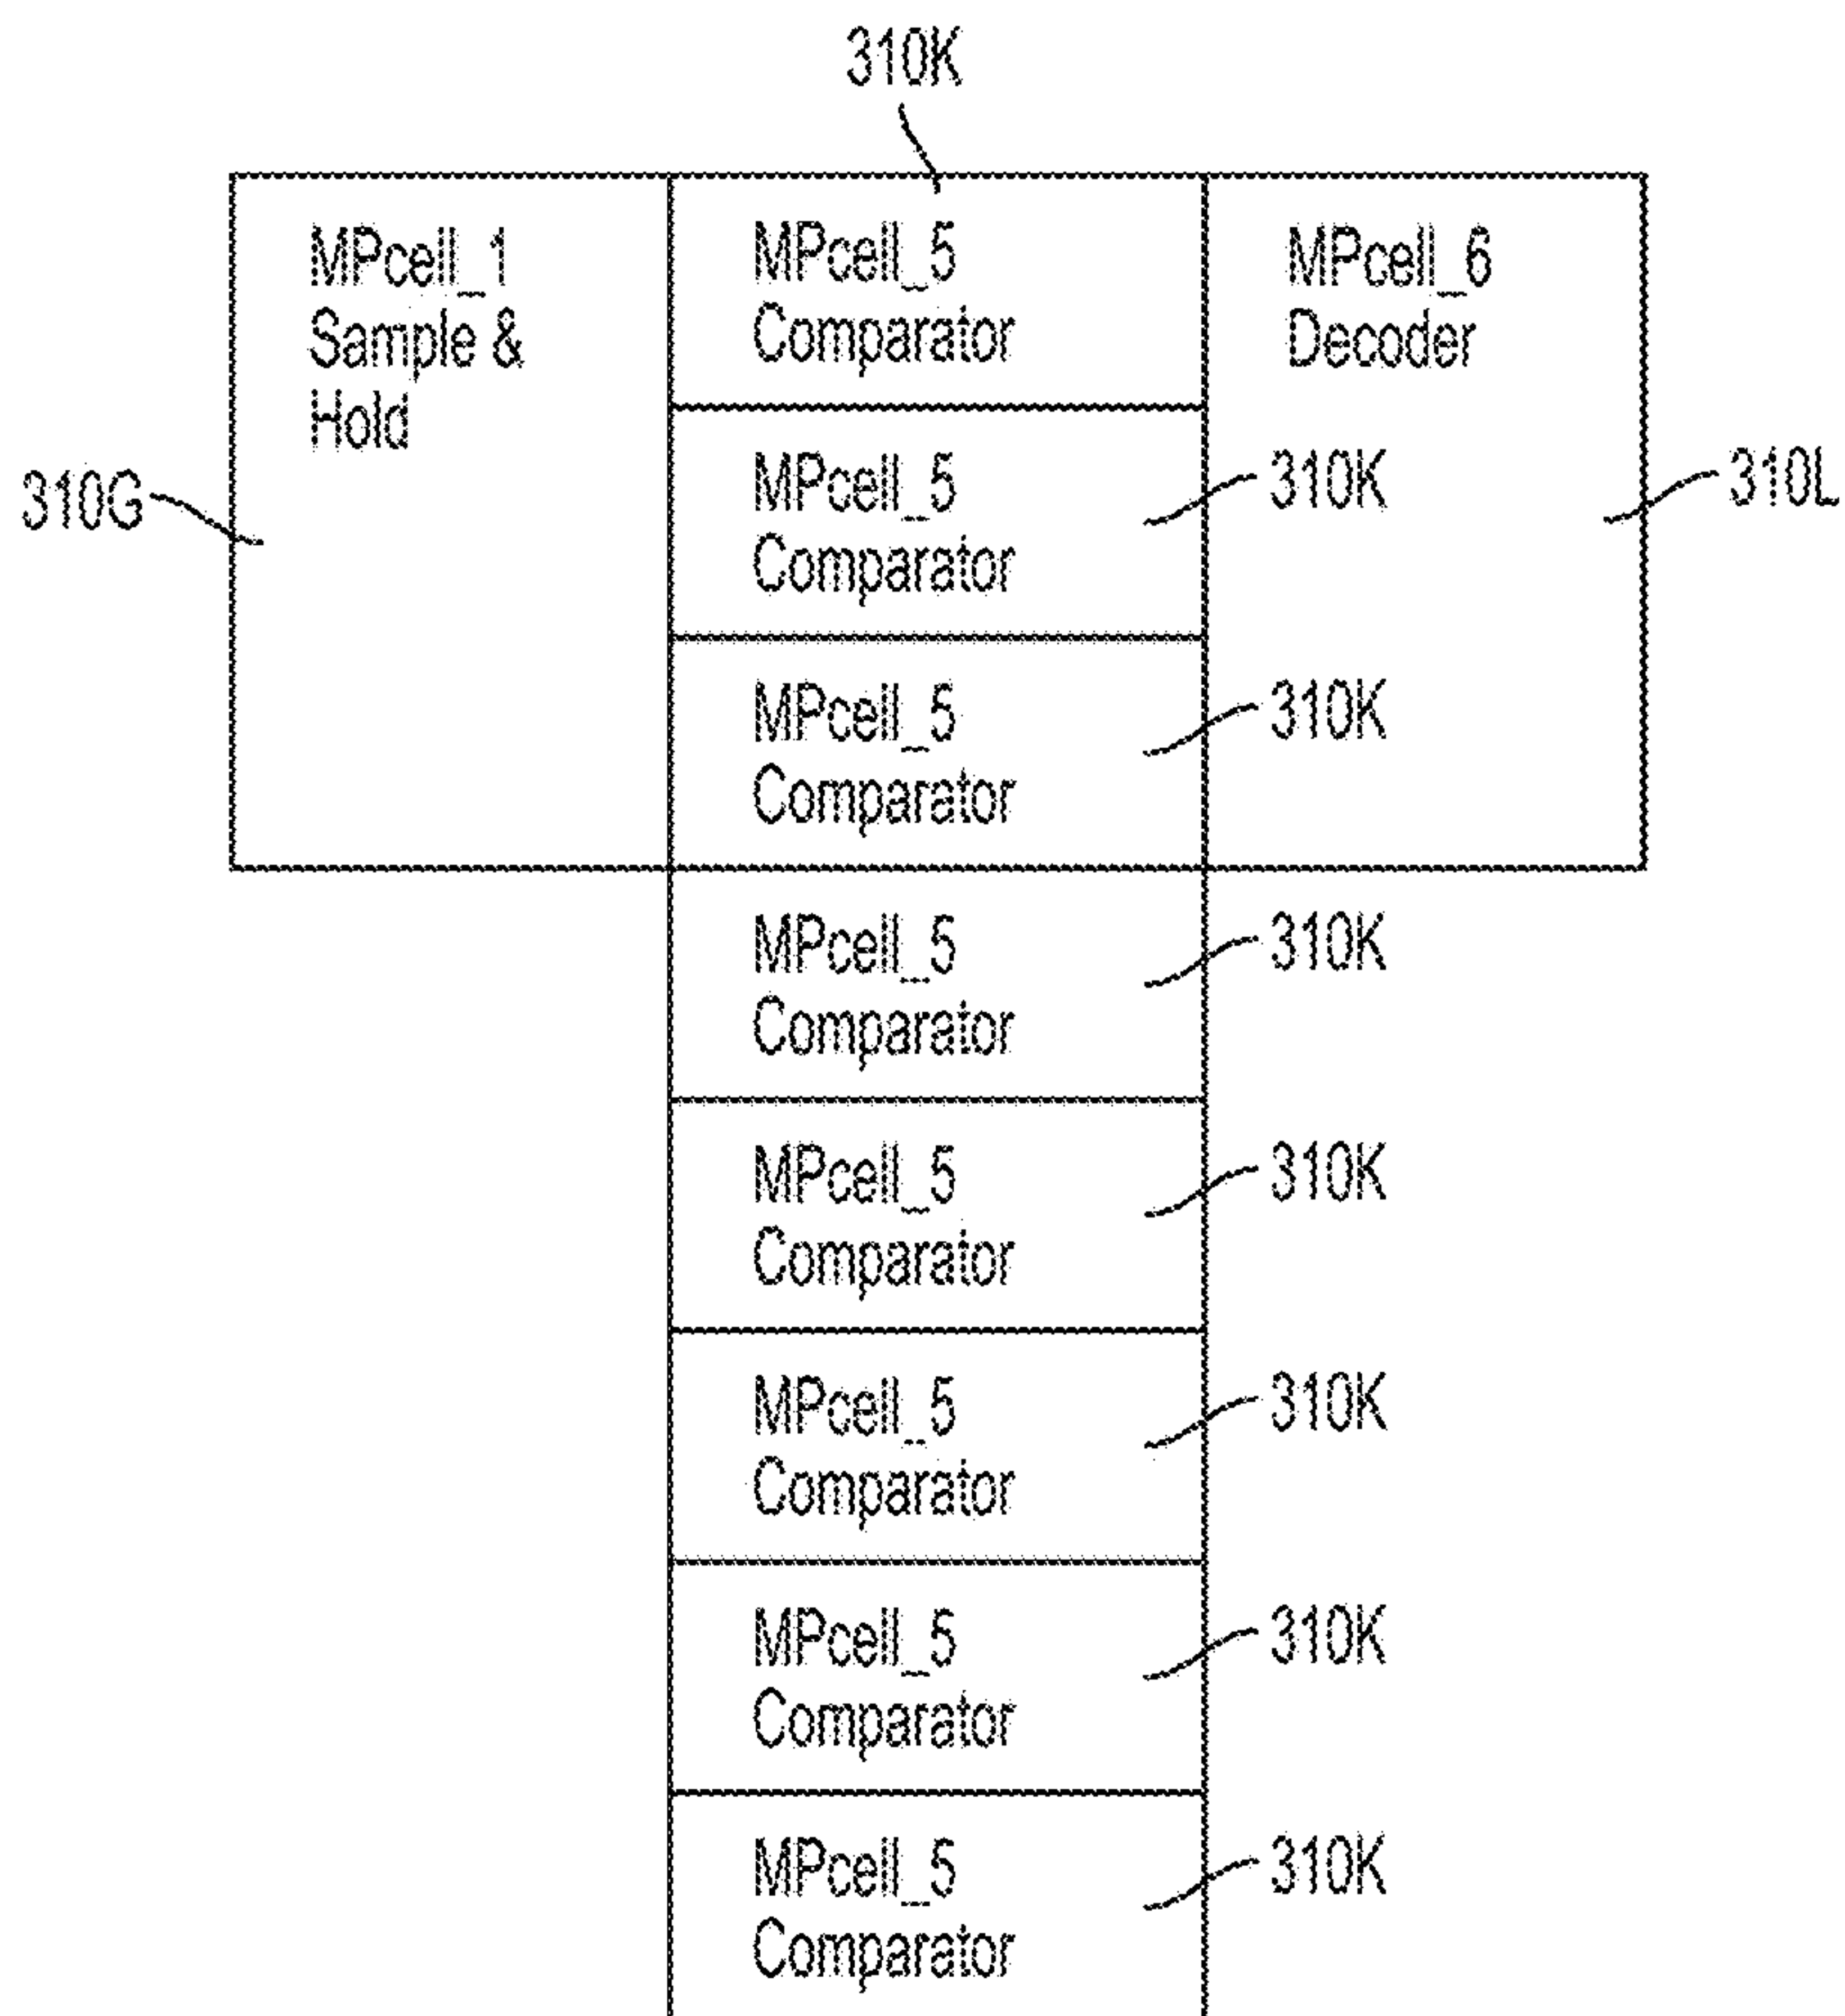 310K
MPcell_1
Sample &
Hold
MPcell_5
Comparator
MPcell_6
Decoder
310G
MPcell_5
Comparator
310K
310L
MPcell_5
Comparator
310K
MPcell_5
Comparator
310K
MPcell_5
Comparator
310K
MPcell_5
Comparator
310K
MPcell_5
Comparator
310K
MPcell_5
Comparator
310K